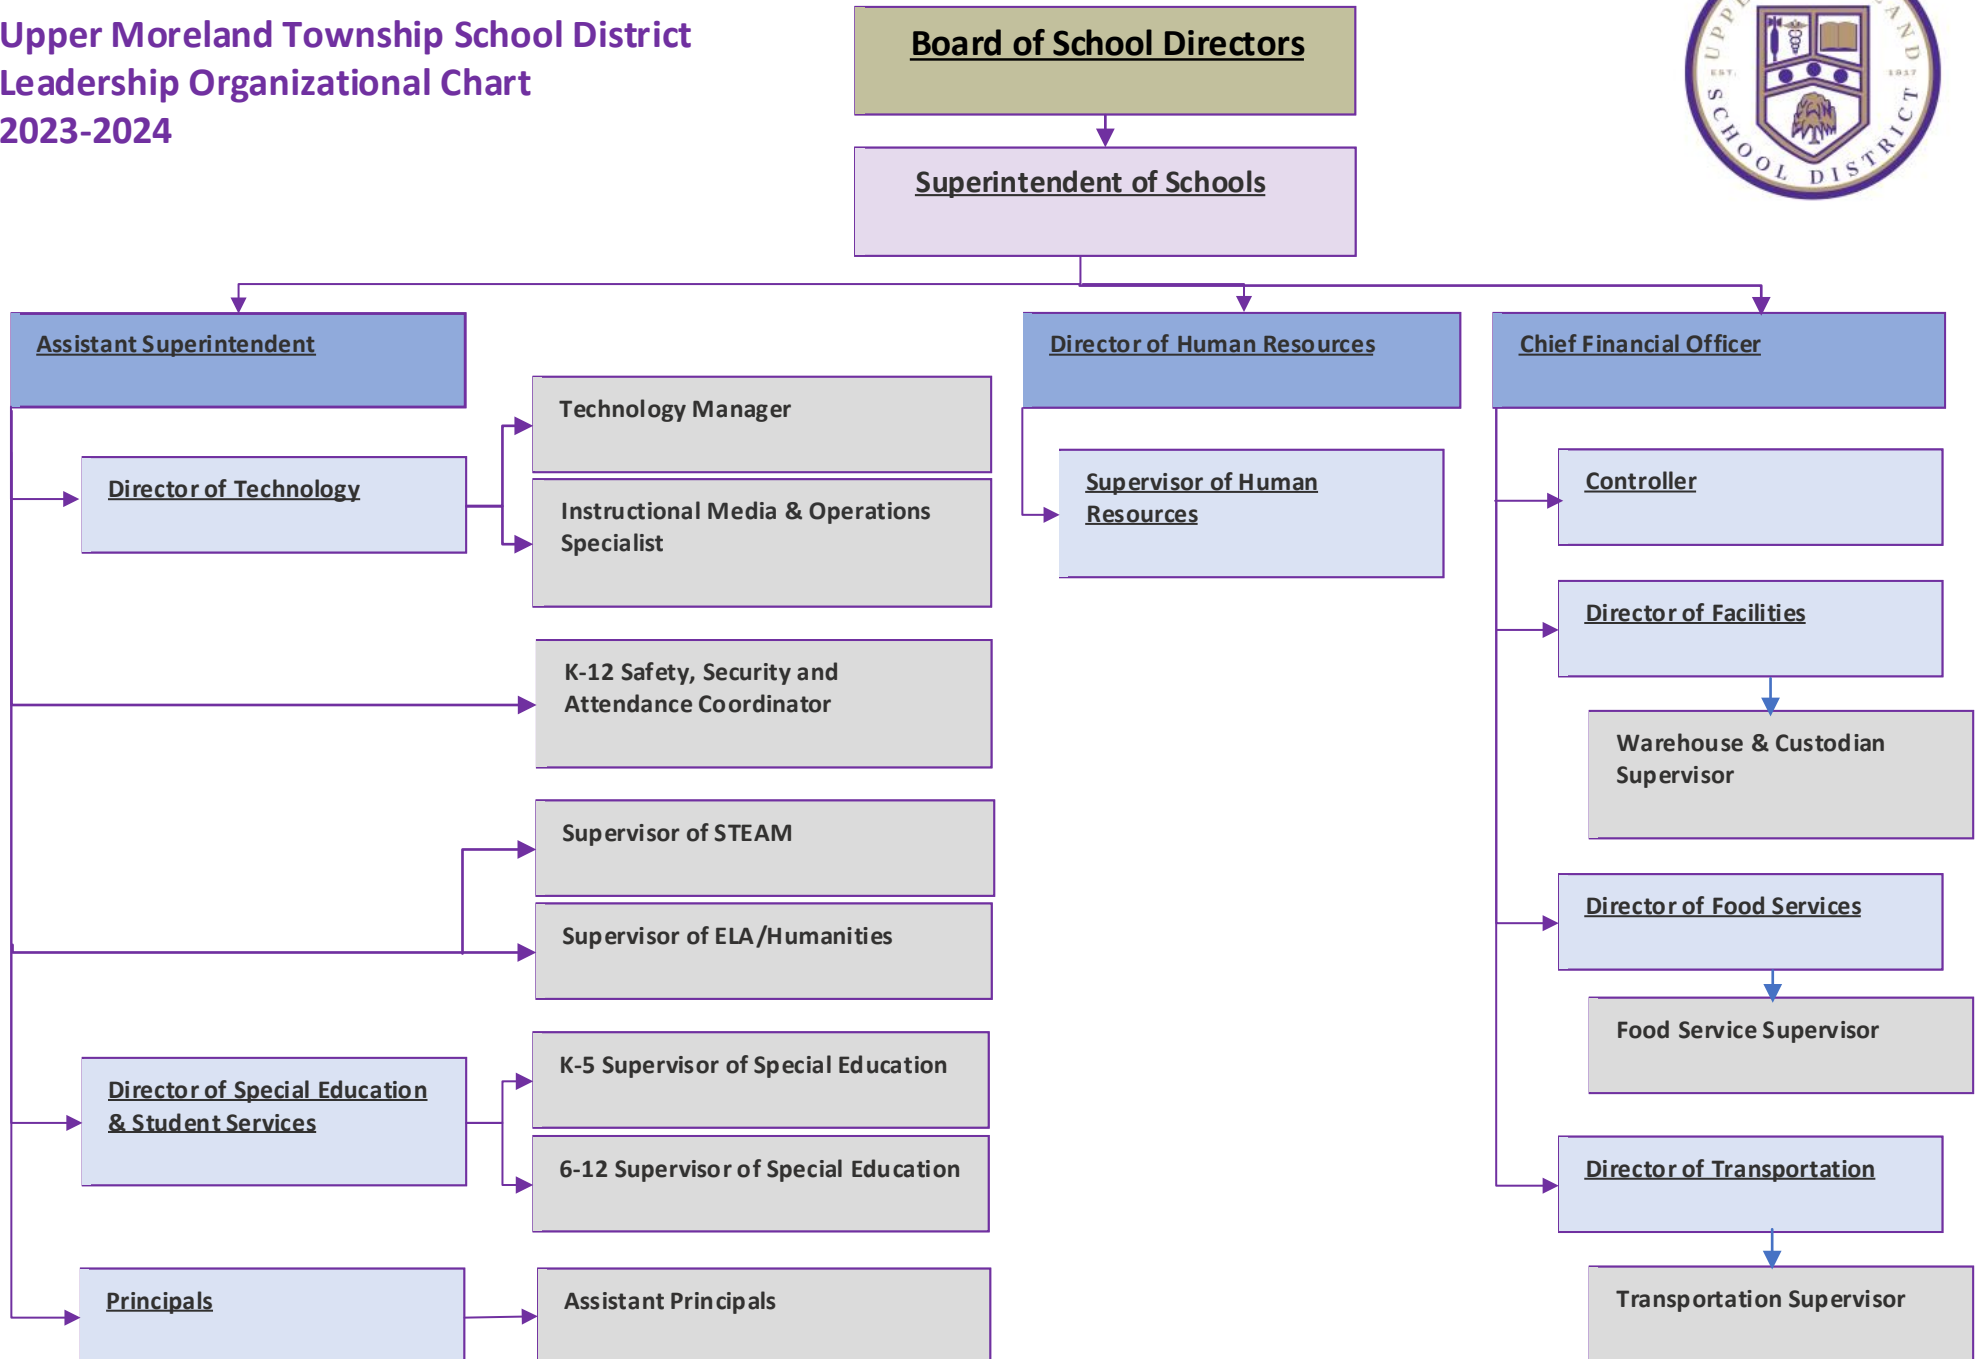 Upper Moreland Township School District
Leadership Organizational Chart
2023-2024
Board of School Directors
EST.
1917
SCHOOL DISTRICT
Superintendent of Schools
Assistant Superintendent
Director of Human Resources
Chief Financial Officer
Technology Manager
Director of Technology
Instructional Media & Operations
Specialist
Supervisor of Human
Resources
Controller
Director of Facilities
K-12 Safety, Security and
Attendance Coordinator
Warehouse & Custodian
Supervisor
Supervisor of STEAM
Supervisor of ELA/Humanities
Director of Food Services
Food Service Supervisor
Director of Special Education
& Student Services
K-5 Supervisor of Special Education
6-12 Supervisor of Special Education
Director of Transportation
Principals
Assistant Principals
Transportation Supervisor